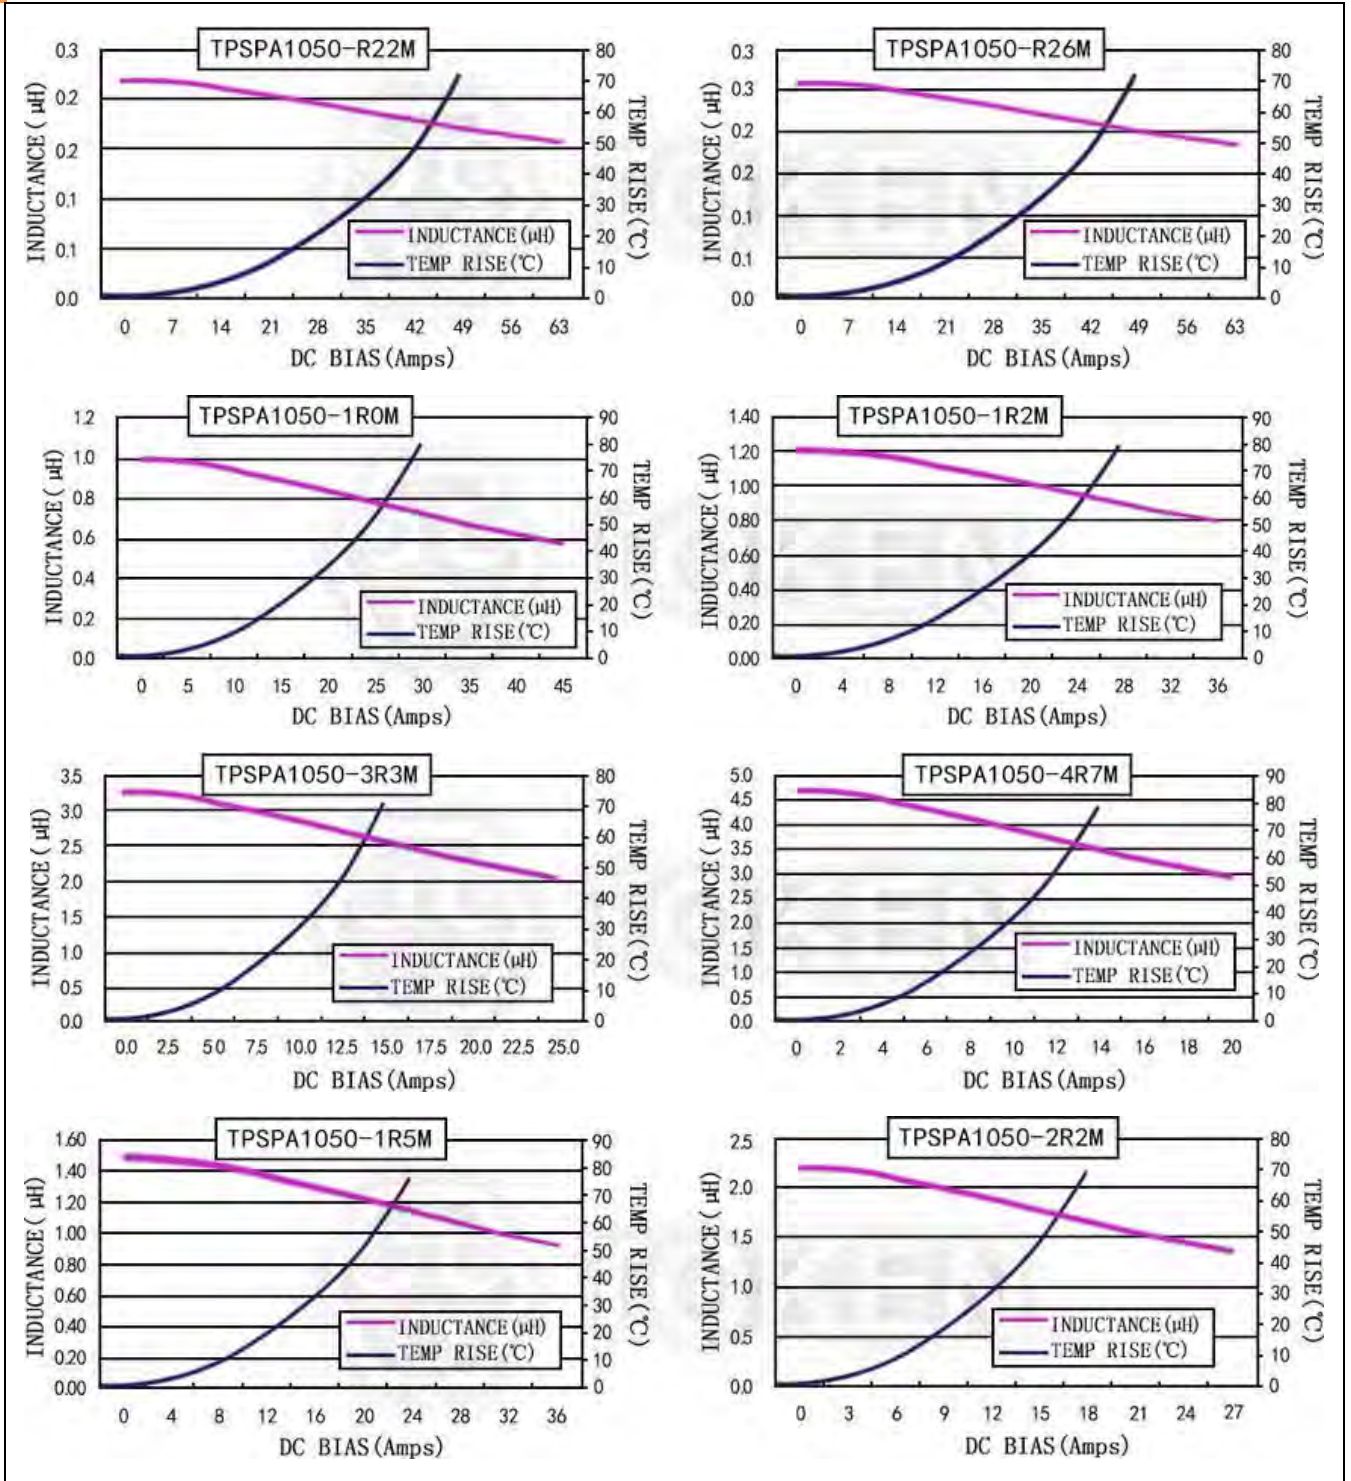 TPSPA1050-R22M
INDUCTANCE( μH)
0.3
0.2
0.2
0.1
0.1
0.0
80
70
60
50
40
30
20
10
0
TEMP RISE(℃)
INDUCTANCE(μH)
TEMP RISE(℃)
0 7 14 21 28 35 42 49 56 63
DC BIAS(Amps)
TPSPA1050-R26M
INDUCTANCE( μH)
0.3
0.3
0.2
0.2
0.1
0.1
0.0
80
70
60
50
40
30
20
10
0
TEMP RISE(℃)
INDUCTANCE(μH)
TEMP RISE(℃)
0 7 14 21 28 35 42 49 56 63
DC BIAS(Amps)
TPSPA1050-1R0M
INDUCTANCE( μH)
1.2
1.0
0.8
0.6
0.4
0.2
0.0
90
80
70
60
50
40
30
20
10
0
TEMP RISE(℃)
INDUCTANCE(μH)
TEMP RISE(℃)
0 5 10 15 20 25 30 35 40 45
DC BIAS(Amps)
TPSPA1050-1R2M
INDUCTANCE( μH)
1.40
1.20
1.00
0.80
0.60
0.40
0.20
0.00
90
80
70
60
50
40
30
20
10
0
TEMP RISE(℃)
INDUCTANCE(μH)
TEMP RISE(℃)
0 4 8 12 16 20 24 28 32 36
DC BIAS(Amps)
TPSPA1050-3R3M
INDUCTANCE( μH)
3.5
3.0
2.5
2.0
1.5
1.0
0.5
0.0
80
70
60
50
40
30
20
10
0
TEMP RISE(℃)
INDUCTANCE(μH)
TEMP RISE(℃)
0.0 2.5 5 0 7.5 10.0 12.5 15.0 17.5 20.0 22.5 25.0
DC BIAS(Amps)
TPSPA1050-4R7M
INDUCTANCE( μH)
5.0
4.5
4.0
3.5
3.0
2.5
2.0
1.5
1.0
0.5
0.0
90
80
70
60
50
40
30
20
10
0
TEMP RISE(℃)
INDUCTANCE(μH)
TEMP RISE(℃)
0 2 4 6 8 10 12 14 16 18 20
DC BIAS(Amps)
TPSPA1050-1R5M
INDUCTANCE( μH)
1.60
1.40
1.20
1.00
0.80
0.60
0.40
0.20
0.00
90
80
70
60
50
40
30
20
10
0
TEMP RISE(℃)
INDUCTANCE(μH)
TEMP RISE(℃)
0 4 8 12 16 20 24 28 32 36
DC BIAS(Amps)
TPSPA1050-2R2M
INDUCTANCE( μH)
2.5
2.0
1.5
1.0
0.5
0.0
80
70
60
50
40
30
20
10
0
TEMP RISE(℃)
INDUCTANCE(μH)
TEMP RISE(℃)
0 3 6 9 12 15 18 21 24 27
DC BIAS(Amps)